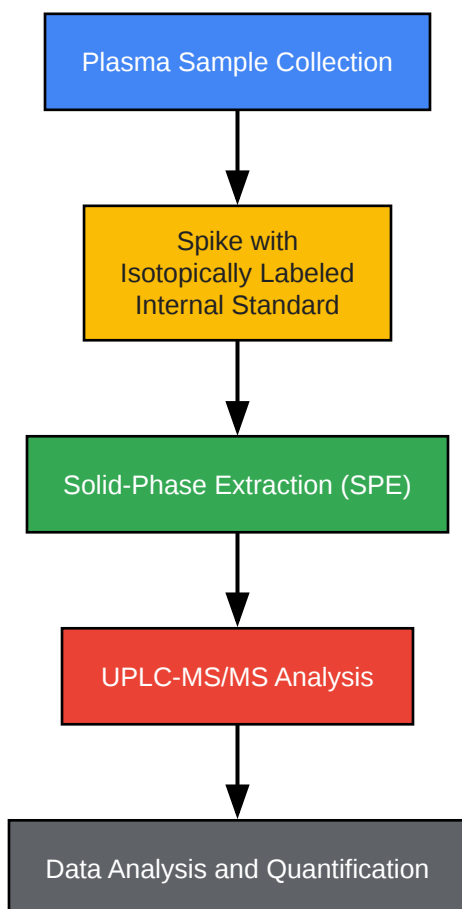 Plasma Sample Collection
Spike with
Isotopically Labeled
Internal Standard
Solid-Phase Extraction (SPE)
UPLC-MS/MS Analysis
Data Analysis and Quantification